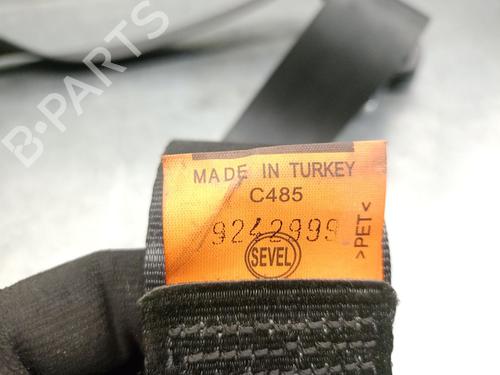 B-PARTS
MADE IN TURKEY
C485
9242999
SEVEL
>PET<